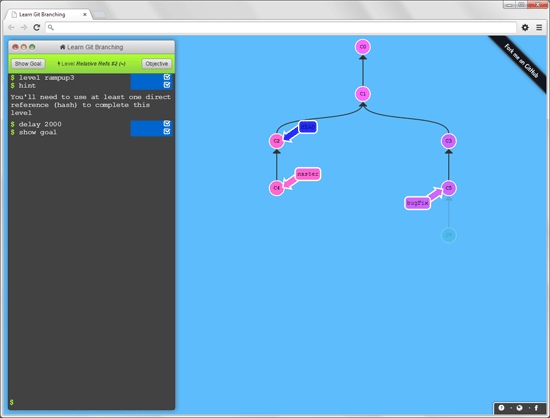 Learn Git Branching
Learn Git Branching
Show Goal
Level Relative Refs #2 (~)
Objective
$ level rampup3
$ hint
You'll need to use at least one direct
reference (hash) to complete this
level
$ delay 2000
$ show goal
$
Fork me on GitHub
C0
C1
C2
C3
C4
master
C5
bugFix